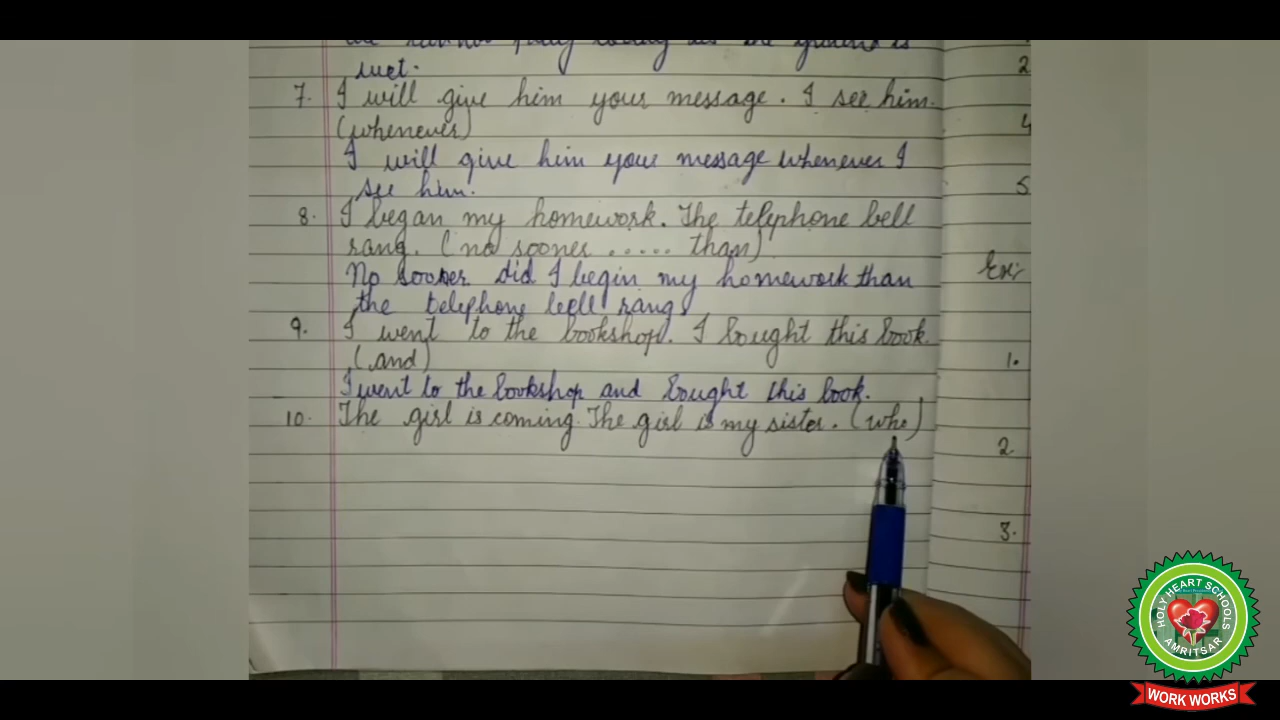 ground is
wet.
7. I will give him your message. I see him.
(whenever)
I will give him your message whenever I
see him.
8. I began my homework. The telephone bell
rang. (no sooner ..... than)
No sooner did I begin my homework than
the telephone bell rang.
9. I went to the bookshop. I bought this book.
(and)
I went to the bookshop and bought this book.
10. The girl is coming. The girl is my sister. (who)
2
4
5
Ex:
1.
2.
3.
HOLY HEART SCHOOLS
AMRITSAR
WORK WORKS